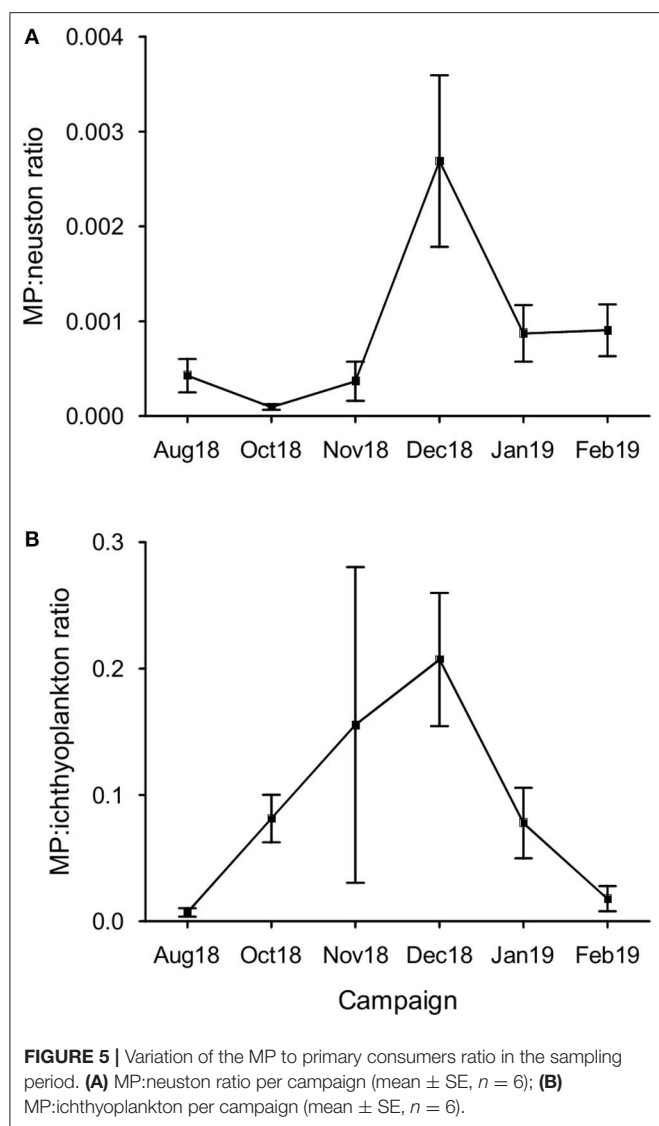 A
0.004
0.003
0.002
0.001
0.000
MP:neuston ratio
Aug18 Oct18 Nov18 Dec18 Jan19 Feb19
B
0.3
0.2
0.1
0.0
MP:ichthyoplankton ratio
Aug18 Oct18 Nov18 Dec18 Jan19 Feb19
Campaign
FIGURE 5 | Variation of the MP to primary consumers ratio in the sampling
period. (A) MP:neuston ratio per campaign (mean ± SE, n = 6); (B)
MP:ichthyoplankton per campaign (mean ± SE, n = 6).